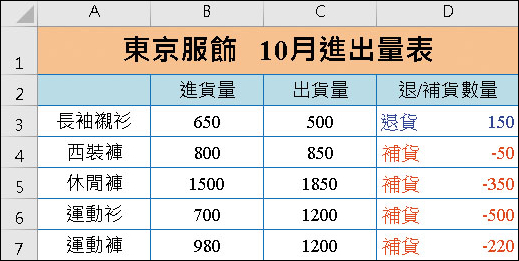 A B C D
1 東京服飾 10月進出量表
2 進貨量 出貨量 退/補貨數量
3 長袖襯衫 650 500 退貨 150
4 西裝褲 800 850 補貨 -50
5 休閒褲 1500 1850 補貨 -350
6 運動衫 700 1200 補貨 -500
7 運動褲 980 1200 補貨 -220